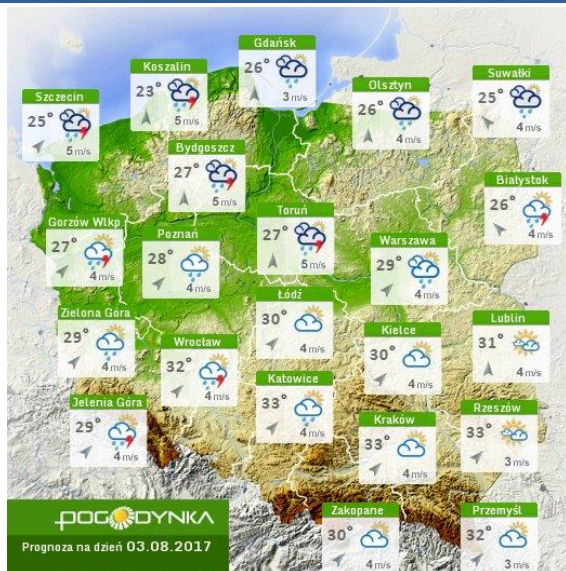 Gdańsk
26°
3 m/s
Koszalin
23°
5 m/s
Suwałki
25°
4 m/s
Olsztyn
26°
4 m/s
Szczecin
25°
5 m/s
Bydgoszcz
27°
5 m/s
Białystok
26°
4 m/s
Toruń
27°
5 m/s
Gorzów Wlkp
27°
4 m/s
Poznań
28°
4 m/s
Warszawa
29°
4 m/s
Łódź
30°
4 m/s
Zielona Góra
29°
4 m/s
Lublin
31°
4 m/s
Kielce
30°
4 m/s
Wrocław
32°
4 m/s
Katowice
33°
4 m/s
Jelenia Góra
29°
4 m/s
Rzeszów
33°
3 m/s
Kraków
33°
4 m/s
Zakopane
30°
4 m/s
Przemyśl
32°
3 m/s
POGODYNKA
Prognoza na dzień 03.08.2017